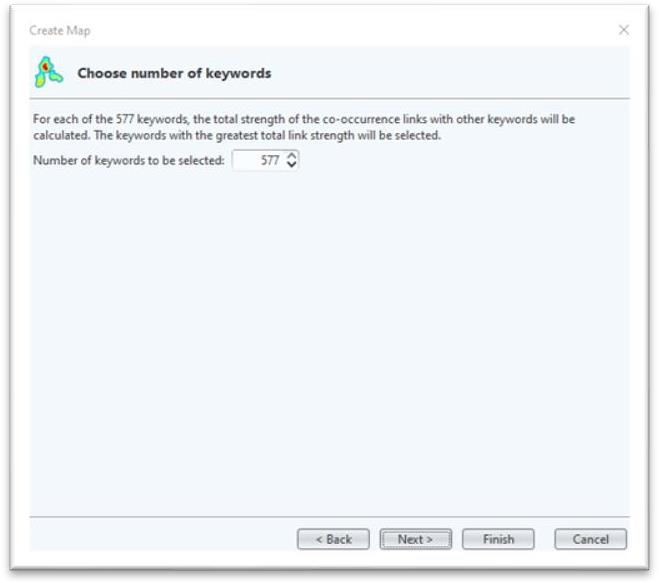 Create Map
Choose number of keywords
For each of the 577 keywords, the total strength of the co-occurrence links with other keywords will be
calculated. The keywords with the greatest total link strength will be selected.
Number of keywords to be selected: 577
< Back Next > Finish Cancel